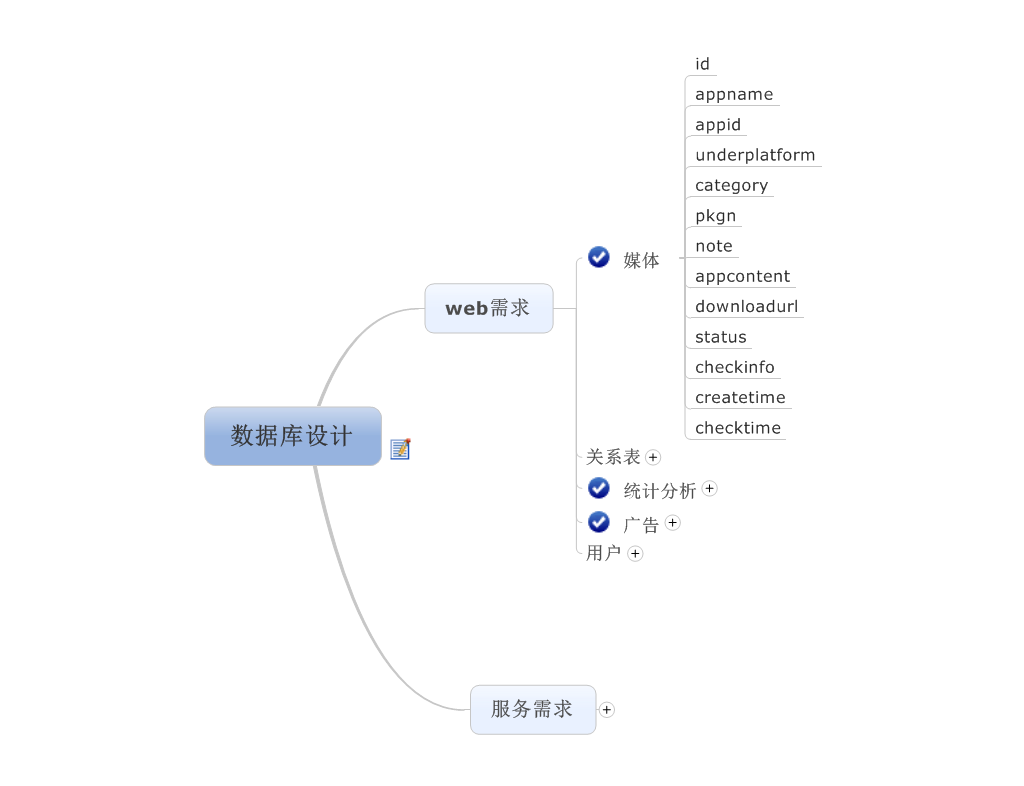 数据库设计
web需求
媒体
id
appname
appid
underplatform
category
pkgn
note
appcontent
downloadurl
status
checkinfo
createtime
checktime
关系表
统计分析
广告
用户
服务需求